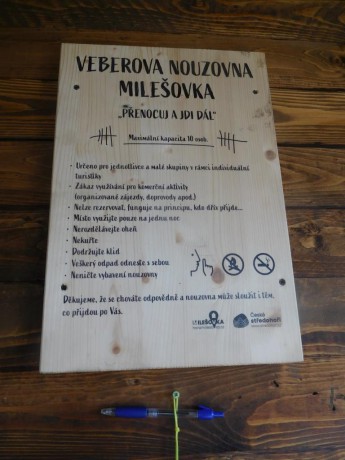 VEBEROVA NOUZOVNA
MILEŠOVKA
„PŘENOCUJ A JDI DÁL“
Maximální kapacita 10 osob.
• Určeno pro jednotlivce a malé skupiny v rámci individuální
turistiky
• Zákaz využívání pro komerční aktivity
(organizované zájezdy, doprovody apod.)
• Nelze rezervovat, funguje na principu, kdo dřív přijde...
• Místo využijte pouze na jednu noc
• Nerozdělávejte oheň
• Nekuřte
• Dodržujte klid
• Veškerý odpad odneste s sebou
• Neničte vybavení nouzovny
Děkujeme, že se chováte odpovědně a nouzovna může sloužit i těm,
co přijdou po Vás.
České
středohoří